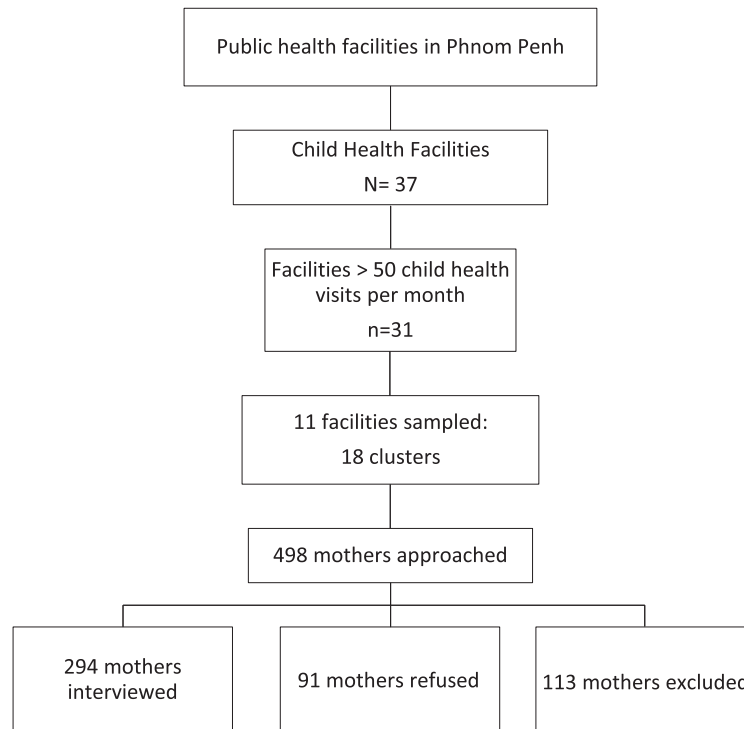 Public health facilities in Phnom Penh
Child Health Facilities
N= 37
Facilities > 50 child health
visits per month
n=31
11 facilities sampled:
18 clusters
498 mothers approached
294 mothers
interviewed
91 mothers refused
113 mothers excluded